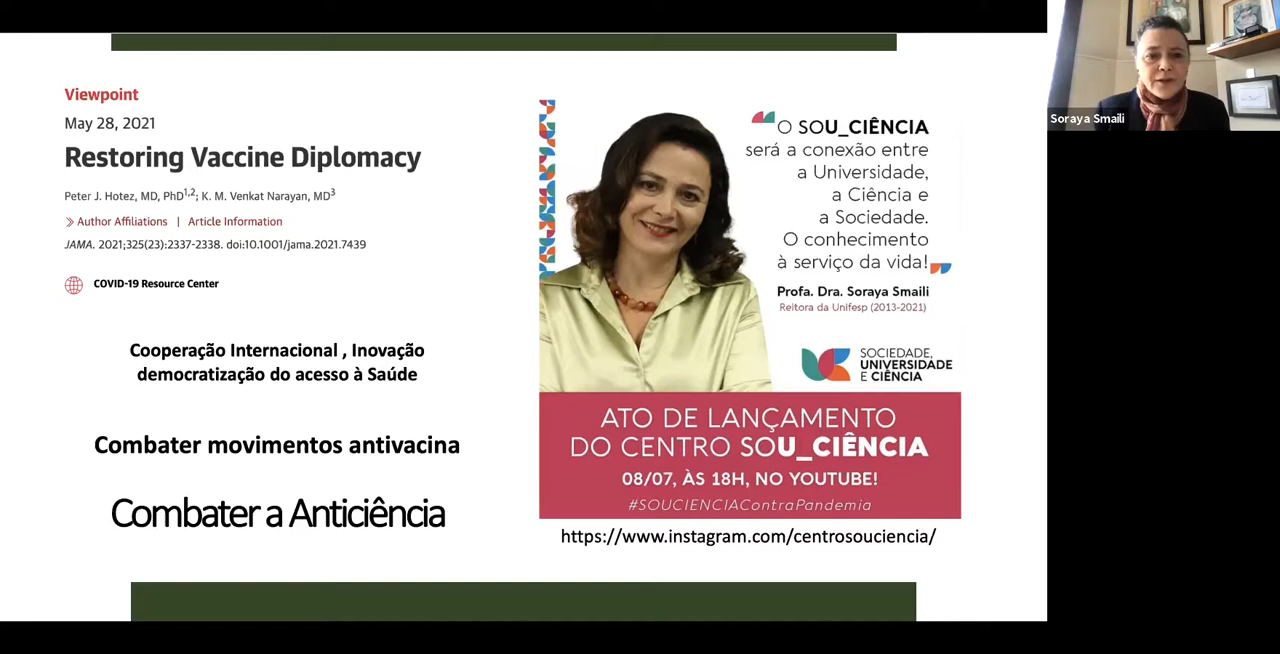 Viewpoint
May 28, 2021
Restoring Vaccine Diplomacy
Peter J. Hotez, MD, PhD1,2; K. M. Venkat Narayan, MD3
Author Affiliations | Article Information
JAMA. 2021;325(23):2337-2338. doi:10.1001/jama.2021.7439
COVID-19 Resource Center
Cooperação Internacional , Inovação
democratização do acesso à Saúde
Combater movimentos antivacina
Combater a Anticiência
O SOU_CIÊNCIA
será a conexão entre
a Universidade,
a Ciência e
a Sociedade.
O conhecimento
à serviço da vida!
Profa. Dra. Soraya Smaili
Reitora da Unifesp (2013-2021)
SOCIEDADE,
UNIVERSIDADE
E CIÊNCIA
ATO DE LANÇAMENTO
DO CENTRO SOU_CIÊNCIA
08/07, ÀS 18H, NO YOUTUBE!
#SOUCIENCIAContraPandemia
https://www.instagram.com/centrosouciencia/
Soraya Smaili